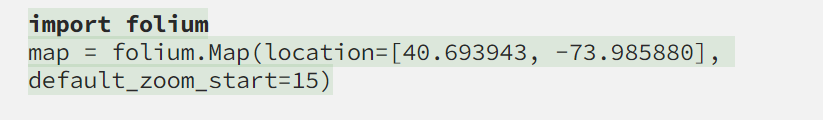 import folium
map = folium.Map(location=[40.693943, -73.985880],
default_zoom_start=15)